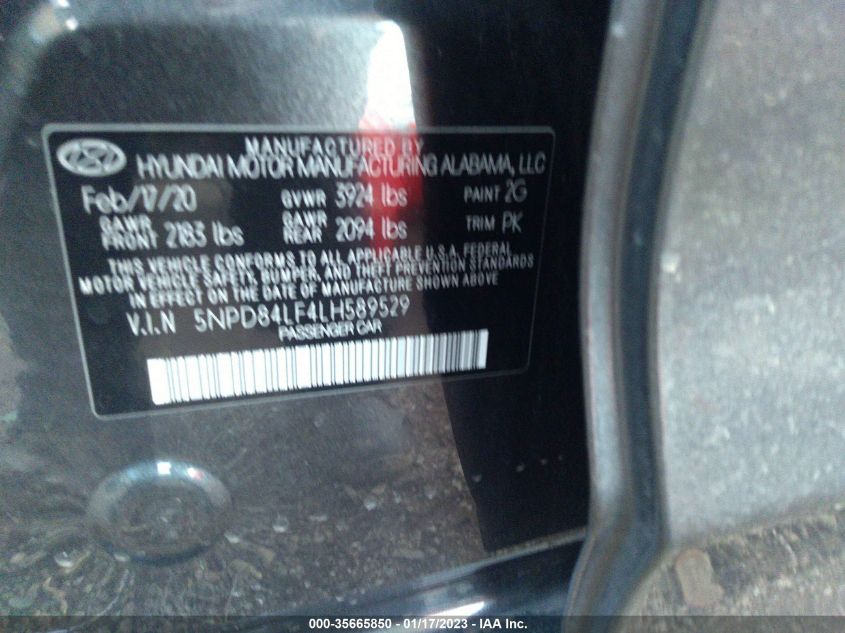 MANUFACTURED BY
HYUNDAI MOTOR MANUFACTURING ALABAMA, LLC
Feb/17/20 GVWR 3924 lbs PAINT 2G
GAWR FRONT 2183 lbs GAWR REAR 2094 lbs TRIM PK
THIS VEHICLE CONFORMS TO ALL APPLICABLE U.S.A. FEDERAL
MOTOR VEHICLE SAFETY, BUMPER, AND THEFT PREVENTION STANDARDS
IN EFFECT ON THE DATE OF MANUFACTURE SHOWN ABOVE.
V.I.N 5NPD84LF4LH589529
PASSENGER CAR
000-35665850 — 01/17/2023 — IAA Inc.